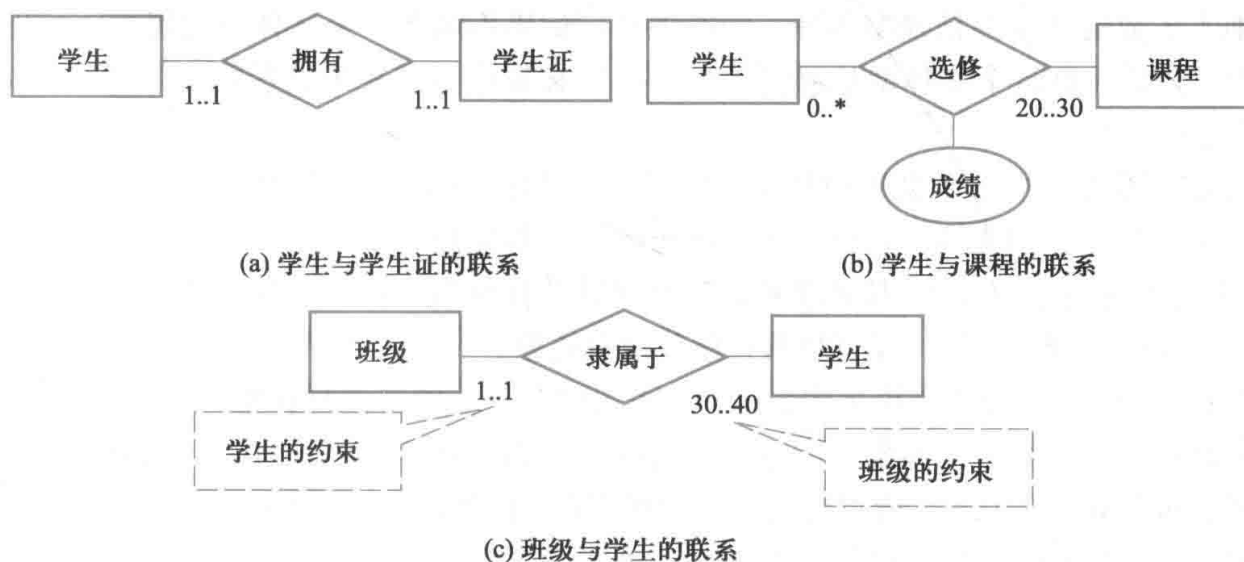 学生
拥有
学生证
1..1
1..1
学生
选修
课程
0..*
20..30
成绩
(a) 学生与学生证的联系
(b) 学生与课程的联系
班级
隶属于
学生
1..1
30..40
学生的约束
班级的约束
(c) 班级与学生的联系